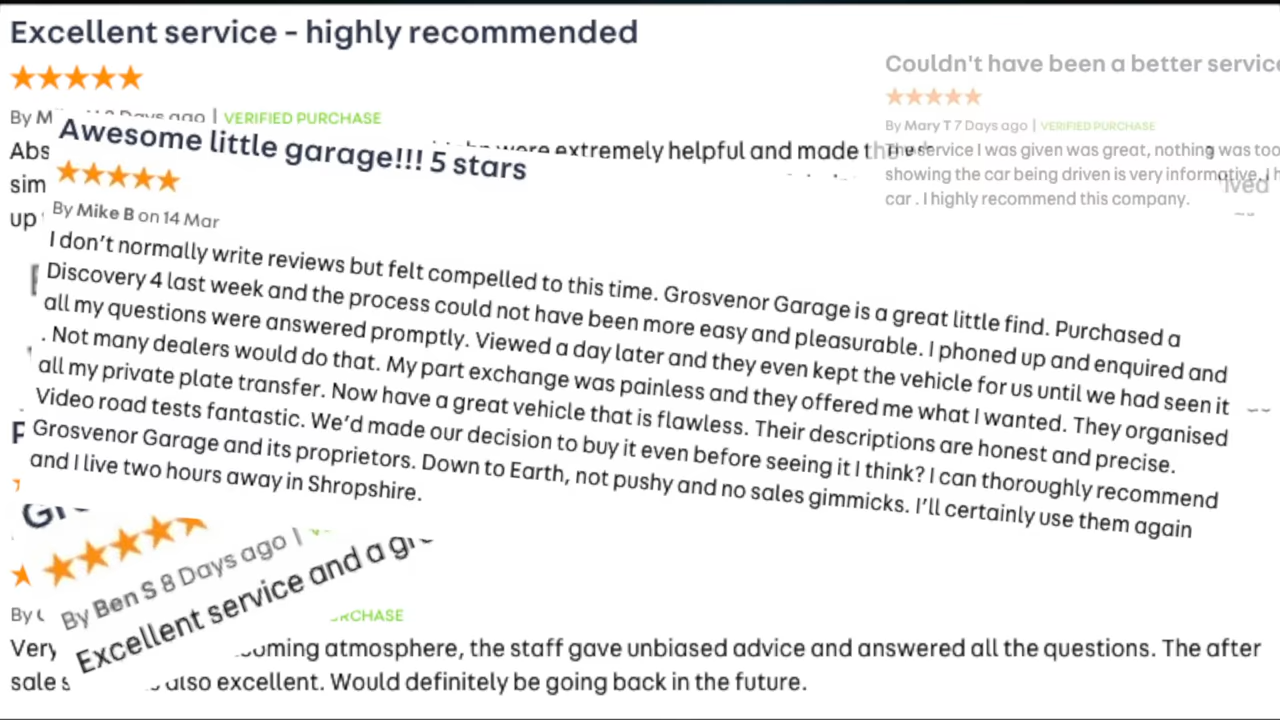 Excellent service - highly recommended
By
Days ago | VERIFIED PURCHASE
were extremely helpful and made
up
Couldn't have been a better service
By Mary T 7 Days ago | VERIFIED PURCHASE
The service I was given was great, nothing was too
showing the car being driven is very informative. I
car . I highly recommend this company.
Awesome little garage!!! 5 stars
By Mike B on 14 Mar
I don't normally write reviews but felt compelled to this time. Grosvenor Garage is a great little find. Purchased a
Discovery 4 last week and the process could not have been more easy and pleasurable. I phoned up and enquired and
all my questions were answered promptly. Viewed a day later and they even kept the vehicle for us until we had seen it
. Not many dealers would do that. My part exchange was painless and they offered me what I wanted. They organised
all my private plate transfer. Now have a great vehicle that is flawless. Their descriptions are honest and precise.
Video road tests fantastic. We'd made our decision to buy it even before seeing it I think? I can thoroughly recommend
Grosvenor Garage and its proprietors. Down to Earth, not pushy and no sales gimmicks. I'll certainly use them again
and I live two hours away in Shropshire.
By Ben S 8 Days ago |
Excellent service and a
By
Very
atmosphere, the staff gave unbiased advice and answered all the questions. The after
sale
also excellent. Would definitely be going back in the future.